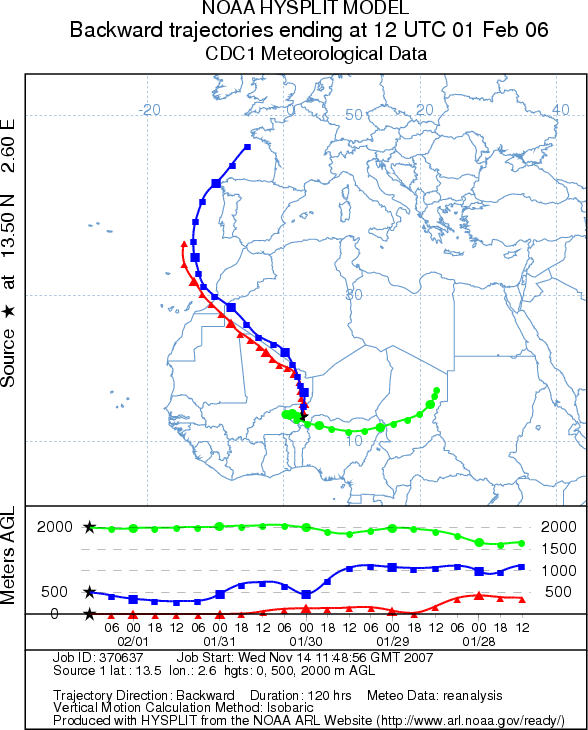 NOAA HYSPLIT MODEL
Backward trajectories ending at 12 UTC 01 Feb 06
CDC1 Meteorological Data
Source ★ at 13.50 N 2.60 E
-20 0 50 20 40
30
10
Meters AGL
2000 2000
1500
1000
500 500
0
06 00 18 12 06 00 18 12 06 00 18 12 06 00 18 12 06 00 18 12
02/01 01/31 01/30 01/29 01/28
Job ID: 370637 Job Start: Wed Nov 14 11:48:56 GMT 2007
Source 1 lat.: 13.5 lon.: 2.6 hgts: 0, 500, 2000 m AGL
Trajectory Direction: Backward Duration: 120 hrs Meteo Data: reanalysis
Vertical Motion Calculation Method: Isobaric
Produced with HYSPLIT from the NOAA ARL Website (http://www.arl.noaa.gov/ready/)